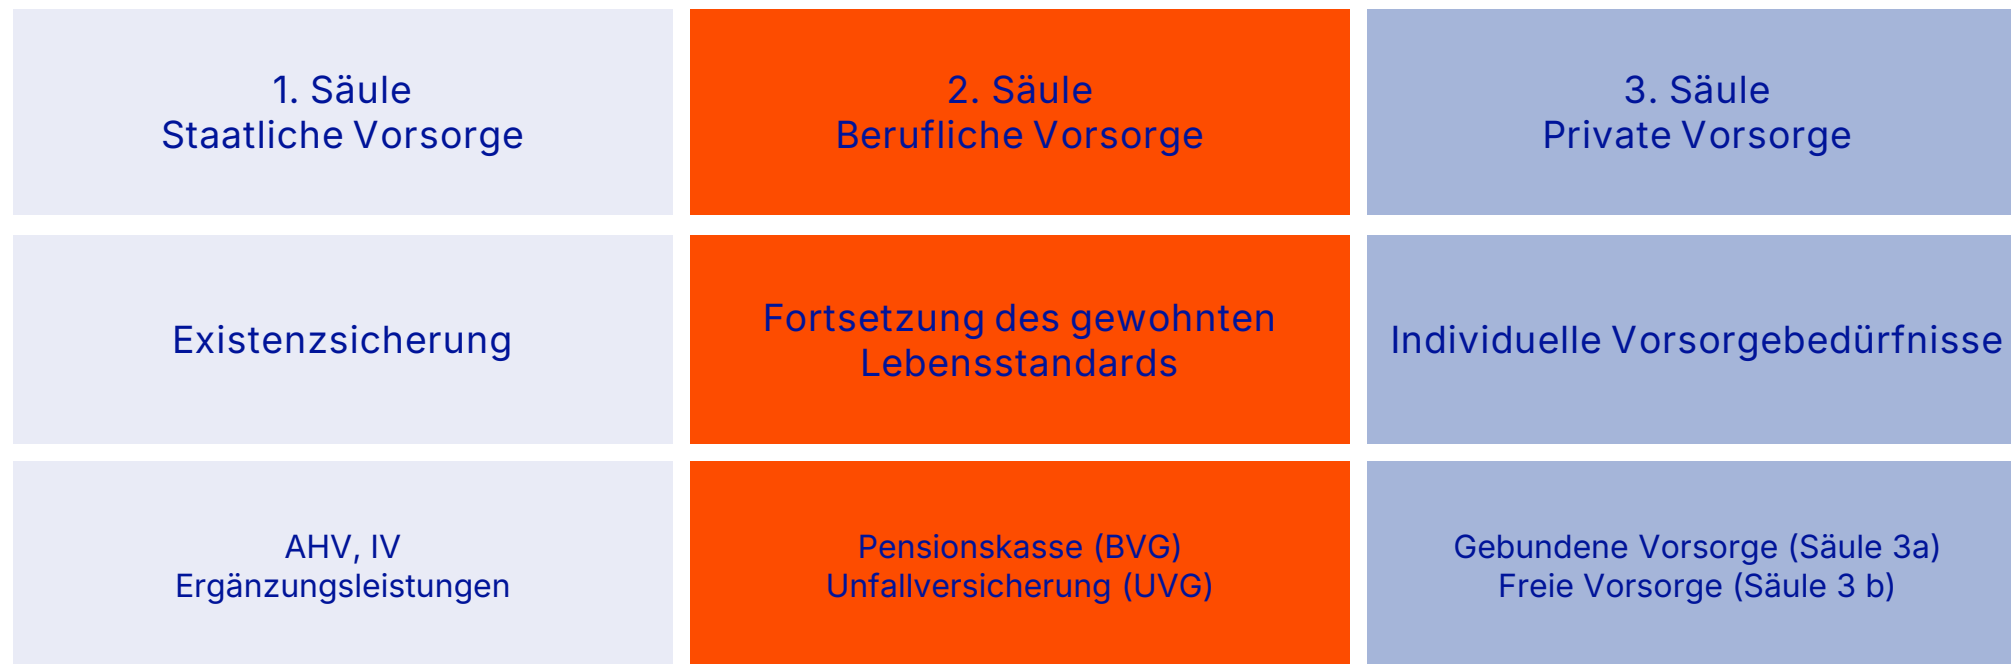 1. Säule
Staatliche Vorsorge
2. Säule
Berufliche Vorsorge
3. Säule
Private Vorsorge
Existenzsicherung
Fortsetzung des gewohnten
Lebensstandards
Individuelle Vorsorgebedürfnisse
AHV, IV
Ergänzungsleistungen
Pensionskasse (BVG)
Unfallversicherung (UVG)
Gebundene Vorsorge (Säule 3a)
Freie Vorsorge (Säule 3 b)